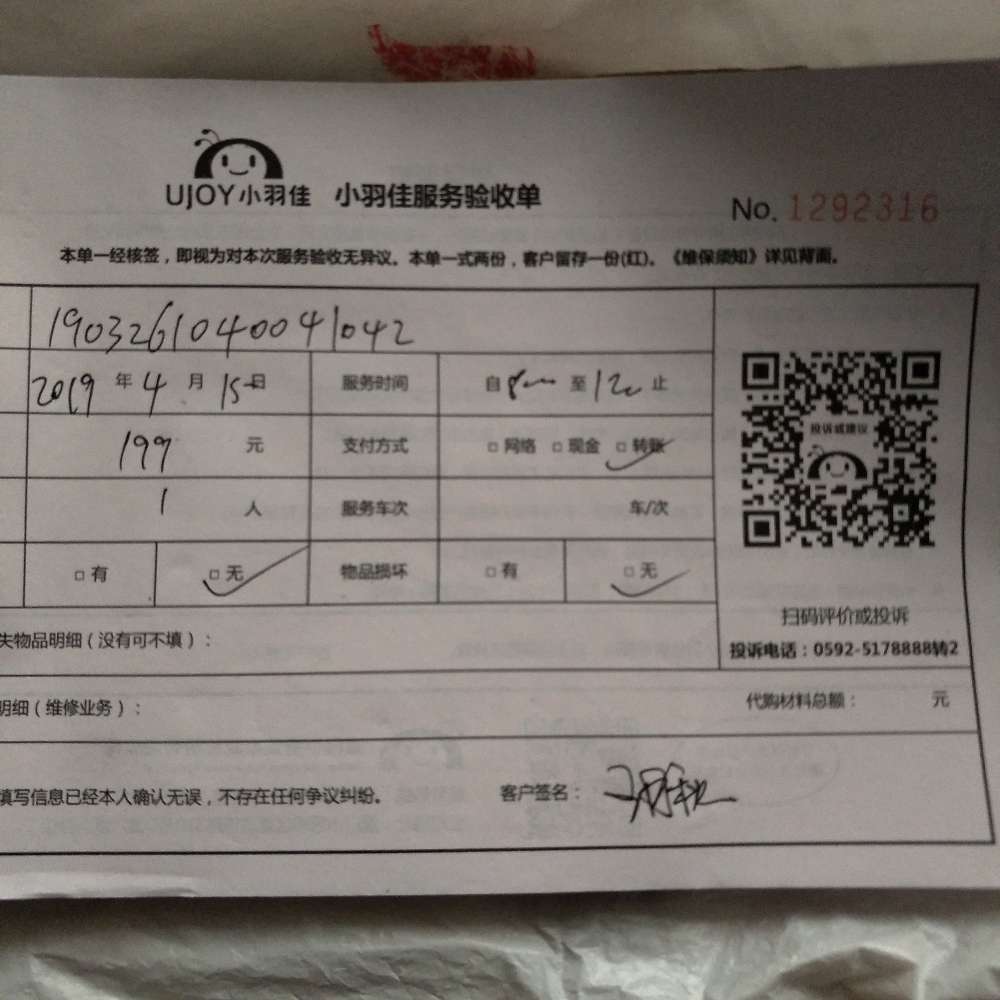 UJOY小羽佳 小羽佳服务验收单
No. 1292316
本单一经核签，即视为对本次服务验收无异议。本单一式两份，客户留存一份(红)。《维保须知》详见背面。
1903261040041042
2019 年 4 月 15 日 服务时间 自 8 至 12 止
199 元 支付方式 □ 网络 □ 现金 □ 转账
1 人 服务车次 车/次
□ 有 □ 无 物品损坏 □ 有 □ 无
投诉或建议
扫码评价或投诉
投诉电话：0592-5178888转2
失物品明细（没有可不填）：
明细（维修业务）： 代购材料总额： 元
填写信息已经本人确认无误，不存在任何争议纠纷。 客户签名：